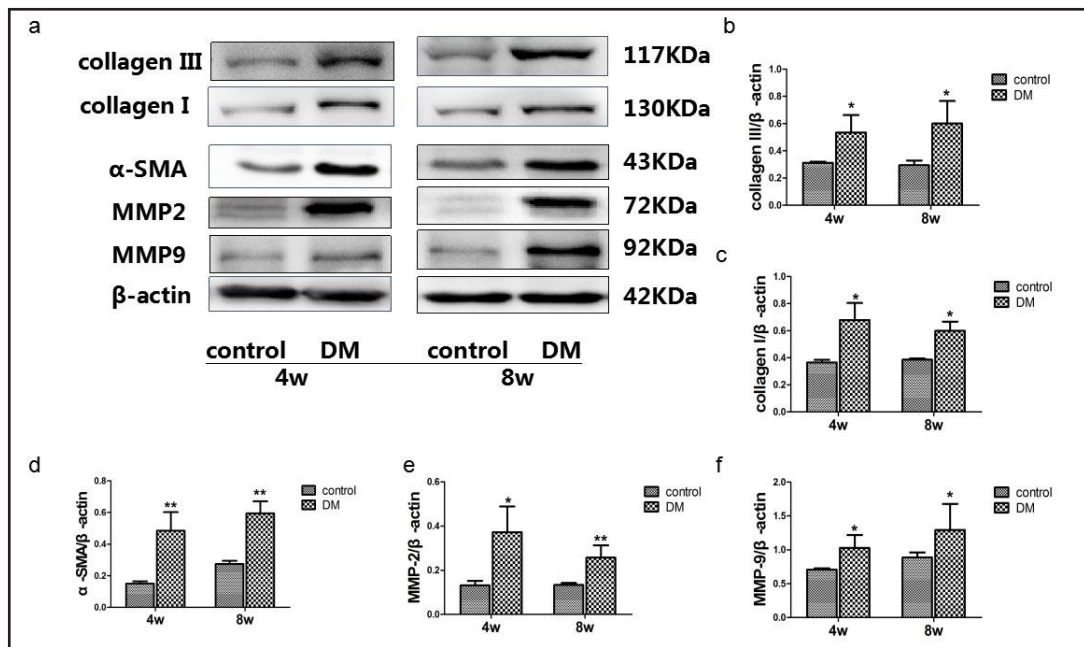 a
collagen III
117KDa
collagen I
130KDa
α-SMA
43KDa
MMP2
72KDa
MMP9
92KDa
β-actin
42KDa
control DM control DM
4w 8w
b
collagen III/β -actin
1.0
0.8
0.6
0.4
0.2
0.0
* *
4w 8w
control
DM
c
collagen I/β -actin
1.0
0.8
0.6
0.4
0.2
0.0
* *
4w 8w
control
DM
d
α -SMA/β -actin
0.8
0.6
0.4
0.2
0.0
** **
4w 8w
control
DM
e
MMP-2/β -actin
0.6
0.4
0.2
0.0
* **
4w 8w
control
DM
f
MMP-9/β -actin
2.0
1.5
1.0
0.5
0.0
* *
4w 8w
control
DM